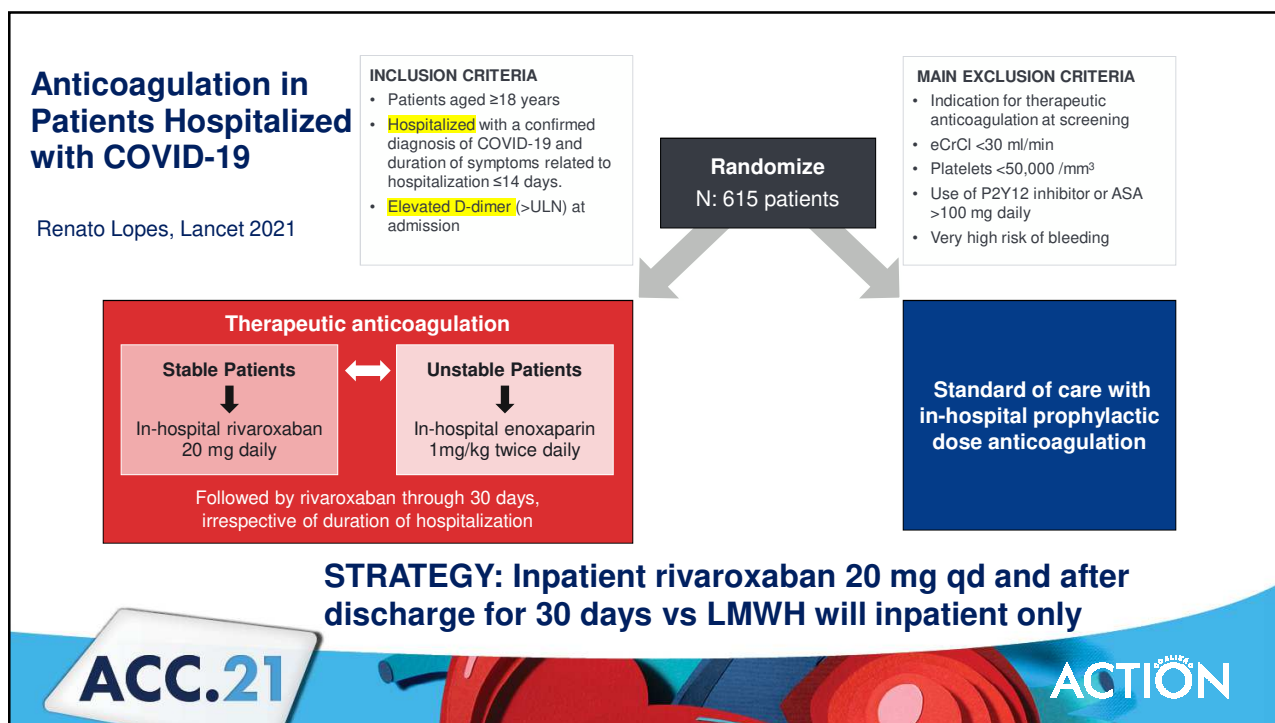 Anticoagulation in
Patients Hospitalized
with COVID-19
Renato Lopes, Lancet 2021
INCLUSION CRITERIA
• Patients aged ≥18 years
• Hospitalized with a confirmed
diagnosis of COVID-19 and
duration of symptoms related to
hospitalization ≤14 days.
• Elevated D-dimer (>ULN) at
admission
Randomize
N: 615 patients
MAIN EXCLUSION CRITERIA
• Indication for therapeutic
anticoagulation at screening
• eCrCl <30 ml/min
• Platelets <50,000 /mm³
• Use of P2Y12 inhibitor or ASA
>100 mg daily
• Very high risk of bleeding
Therapeutic anticoagulation
Stable Patients
In-hospital rivaroxaban
20 mg daily
Unstable Patients
In-hospital enoxaparin
1mg/kg twice daily
Followed by rivaroxaban through 30 days,
irrespective of duration of hospitalization
Standard of care with
in-hospital prophylactic
dose anticoagulation
STRATEGY: Inpatient rivaroxaban 20 mg qd and after
discharge for 30 days vs LMWH will inpatient only
ACC.21
COALIZÃO
ACTION